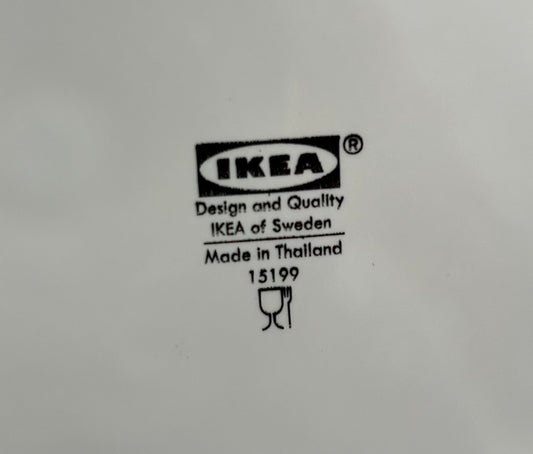 IKEA®
Design and Quality
IKEA of Sweden
Made in Thailand
15199